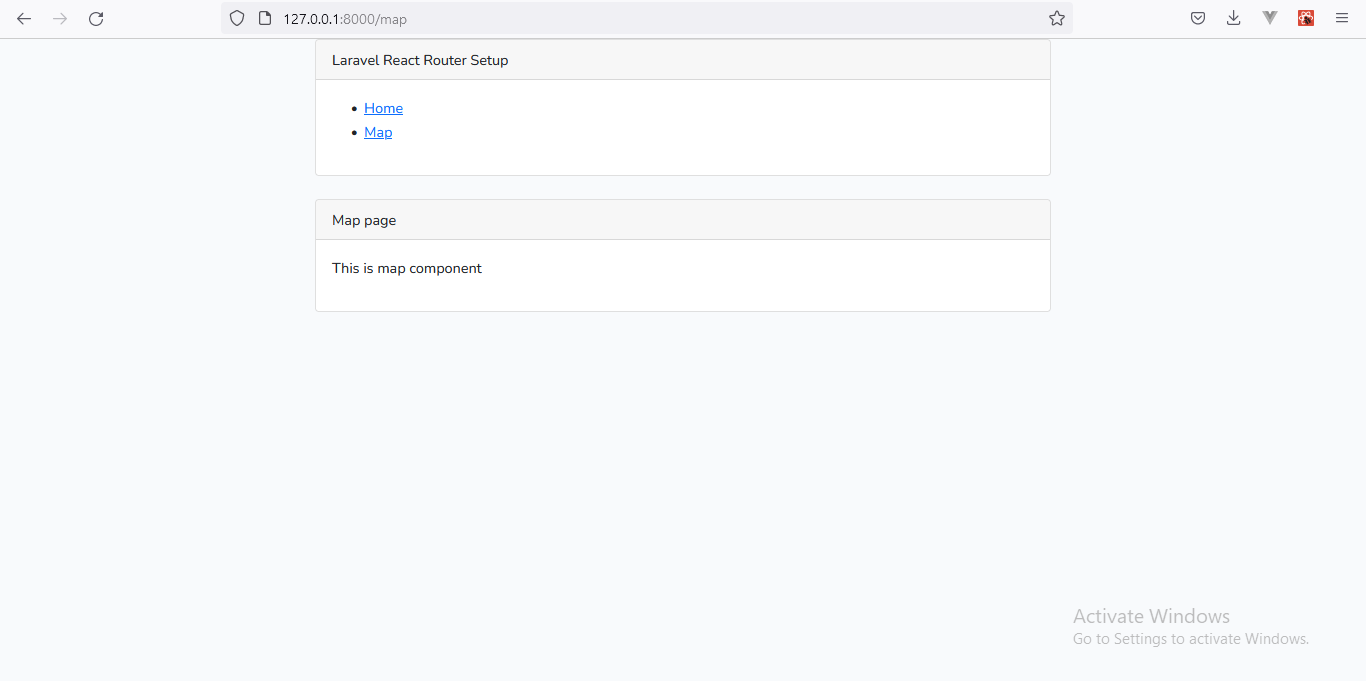 127.0.0.1:8000/map
Laravel React Router Setup
Home
Map
Map page
This is map component
Activate Windows
Go to Settings to activate Windows.